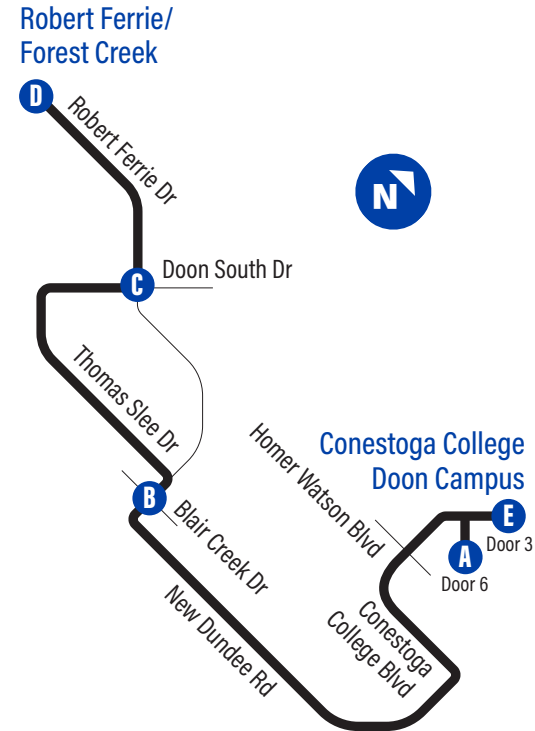 Robert Ferrie/
Forest Creek
D
Robert Ferrie Dr
N
C
Doon South Dr
Thomas Slee Dr
Homer Watson Blvd
Conestoga College
Doon Campus
B
Blair Creek Dr
E
Door 3
A
Door 6
New Dundee Rd
Conestoga
College Blvd